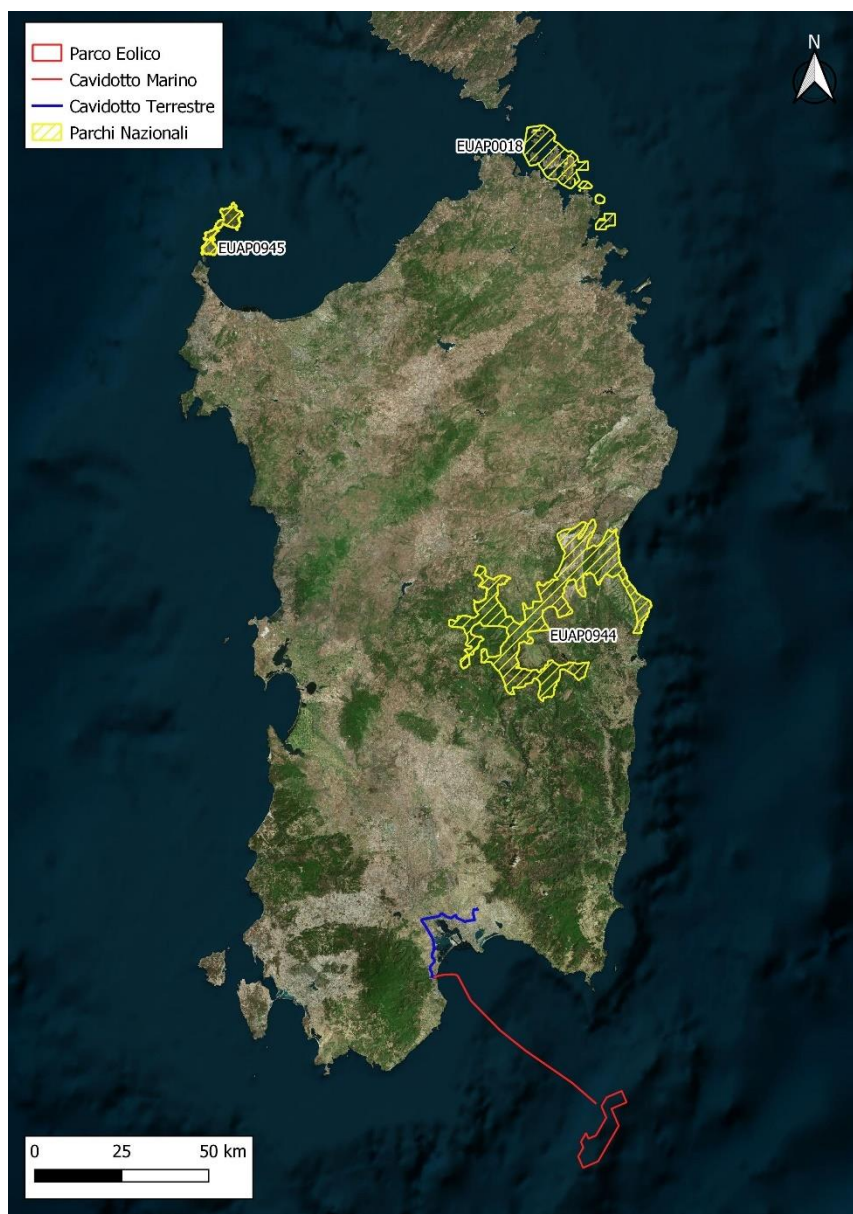 Parco Eolico
Cavidotto Marino
Cavidotto Terrestre
Parchi Nazionali
N
EUAP0018
EUAP0945
EUAP0944
0 25 50 km